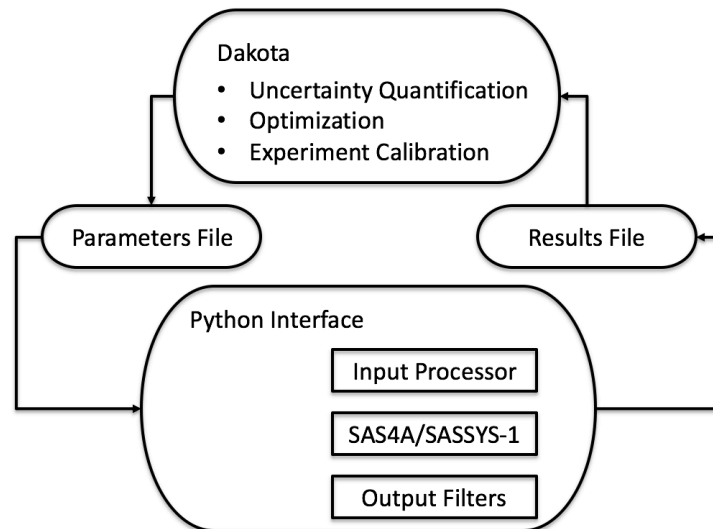 Dakota
• Uncertainty Quantification
• Optimization
• Experiment Calibration
Parameters File
Results File
Python Interface
Input Processor
SAS4A/SASSYS-1
Output Filters